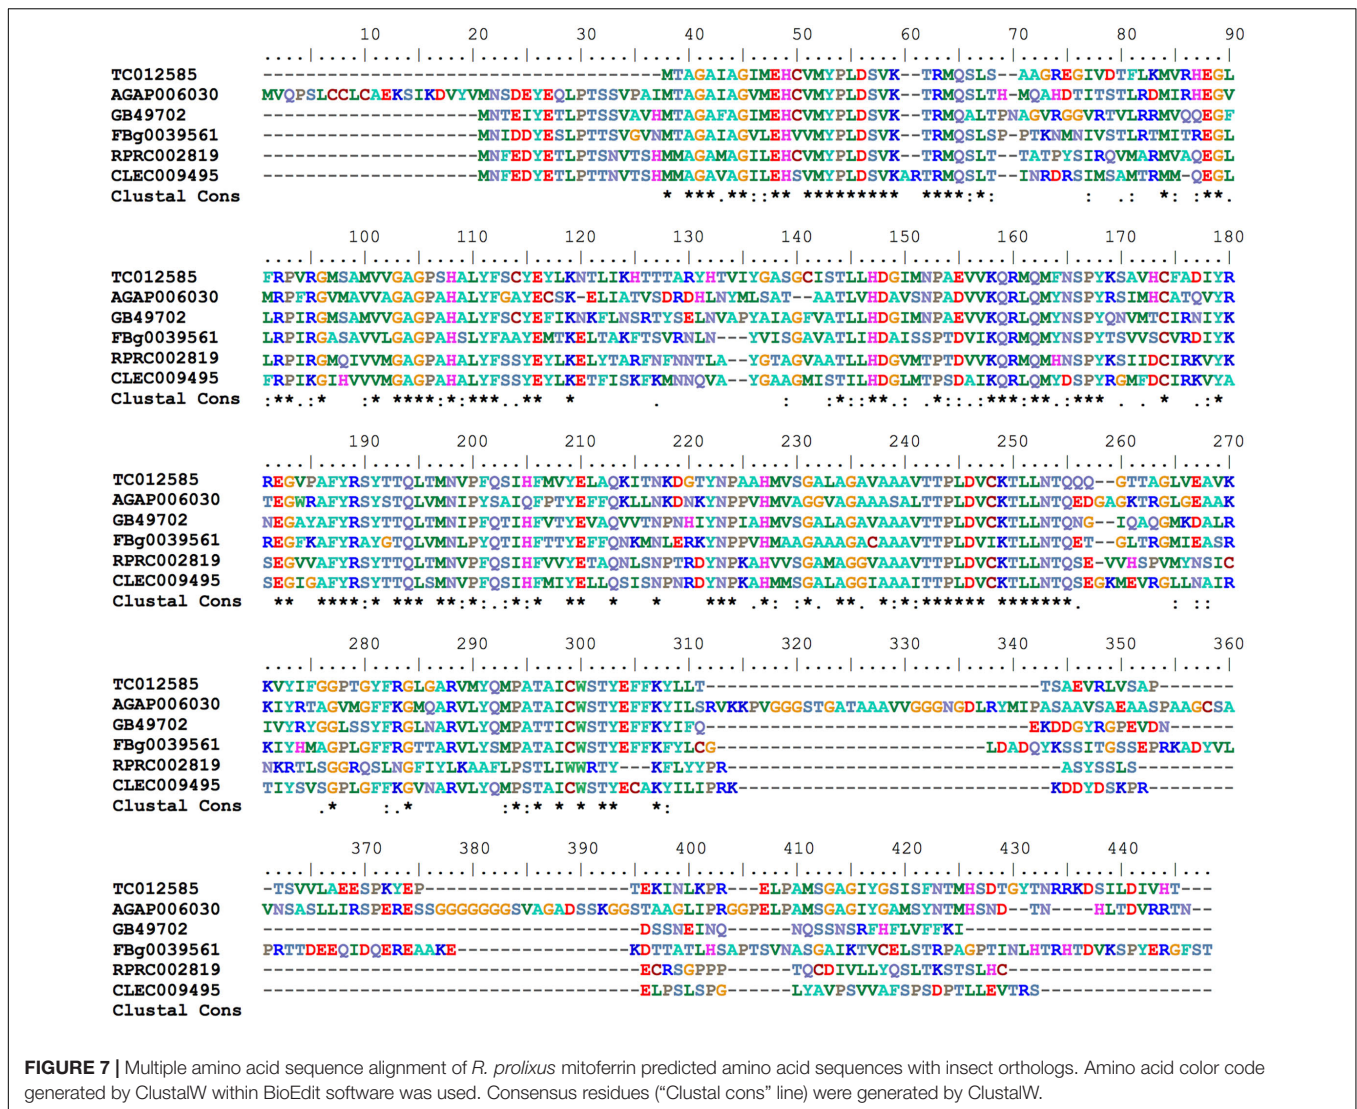 10 20 30 40 50 60 70 80 90
....|....|....|....|....|....|....|....|....|....|....|....|....|....|....|....|....|....|
TC012585 -------------------------------------MTAGAIAGIMEHCVMYPLDSVK--TRMQSLS--AAGREGIVDTFLKMVRHEGL
AGAP006030 MVQPSLCCLCAEKSIKDVYVMNSDEYEQLPTSSVPAIMTAGAIAGVMEHCVMYPLDSVK--TRMQSLTH-MQAHDTITSTLRDMIRHEGV
GB49702 --------------------MNTEIYETLPTSSVAVHMTAGAFAGIMEHCVMYPLDSVK--TRMQALTPNAGVRGGVRTVLRRMVQQEGF
FBg0039561 --------------------MNIDDYESLPTTSVGVNMTAGAIAGVLEHVVMYPLDSVK--TRMQSLSP-PTKNMNIVSTLRTMITREGL
RPRC002819 --------------------MNFEDYETLPTSNVTSHMMAGAMAGILEHCVMYPLDSVK--TRMQSLT--TATPYSIRQVMARMVAQEGL
CLEC009495 --------------------MNFEDYETLPTTNVTSHMMAGAVAGIMEHSVMYPLDSVKARTRMQSLT--INRDRSIMSAMTRMM-QEGL
Clustal Cons * ***.**:*** ********* ****:*: : .: *: :**.
100 110 120 130 140 150 160 170 180
....|....|....|....|....|....|....|....|....|....|....|....|....|....|....|....|....|....|
TC012585 FRPVRGMSAMVVGAGPSHALYFSCYEYLKNTLIKHTTTARYHTVIYGASGCISTLLHDGIMNPAEVVKQRMQMFNSPYKSAVHCFADIYR
AGAP006030 MRPFRGVMAVVAGAGPAHALYFGAYECSK-ELIATVSDRDHLNYMLSAT--AATLVHDAVSNPADVVKQRLQMYNSPYRSIMHCATQVYR
GB49702 LRPIRGMSAMVVGAGPAHALYFSCYEFIKNKFLNSRTYSELNVAPYAIAGFVATLLHDGIMNPAEVVKQRLQMYNSPYQNVMTCIRNIYK
FBg0039561 LRPIRGASAVVLGAGPAHSLYFAAYEMTKELTAKFTSVRNLN---YVISGAVATLIHDAISSPTDVIKQRMQMYNSPYTSVVSCVRDIYK
RPRC002819 LRPIRGMQIVVMGAGPAHALYFSSYEYLKELYTARFNFNNTLA--YGTAGVAATLLHDGVMTPTDVVKQRMQMHNSPYKSIIDCIRKVYK
CLEC009495 FRPIKGIHVVVMGAGPAHALYFSSYEYLKETFISKFKMNNQVA--YGAAGMISTILHDGLMTPSDAIKQRLQMYDSPYRGMFDCIRKVYA
Clustal Cons :**.:* :* ****:*:***. .** * . . :*::**.: .*::.:***:**.:*** . . * .:*
190 200 210 220 230 240 250 260 270
....|....|....|....|....|....|....|....|....|....|....|....|....|....|....|....|....|....|
TC012585 REGVPAFYRSYTTQLTMNVPFQSIHFMVYELAQKITNKDGTYNPAAHMVSGALAGAVAAAVTTPLDVCKTLLNTQQQ-GTTAGLVEAVK
AGAP006030 TEGWRAFYRSYSTQLVMNIPYSAIQFPTYEFFQKLLNKDNKYNPPVHMVAGGVAGAAASALTTPLDVCKTLLNTQEDGAGKTRGLGEAAK
GB49702 NEGAYAFYRSYTTQLTMNIPFQTIHFVTYEVAQVVTNPNHIYNPIAHMVSGALAGAVAAAVTTPLDVCKTLLNTQNG--IQAQGMKDALR
FBg0039561 REGFKAFYRAYGTQLVMNLPYQTIHFTTYEFFQNKMNLERKYNPPVHMAAGAAAGACAAAVTTPLDVIKTLLNTQET--GLTRGMIEASR
RPRC002819 SEGVVAFYRSYTTQLTMNVPFQSIHFVVYETAQNLSNPTRDYNPKAHVVSGAMAGGVAAAVTTPLDVCKTLLNTQSE-VVHSPVMYNSIC
CLEC009495 SEGIGAFYRSYTTQLSMNVPFQSIHFMIYELLQSISNPNRDYNPKAHMMSGALAGGIAAAITTPLDVCKTLLNTQSEGKMEVRGLLNAIR
Clustal Cons ** ****:* *** **:*:.:*:* ** * * *** .*: :*. **. *:*:****** *******. : ::
280 290 300 310 320 330 340 350 360
....|....|....|....|....|....|....|....|....|....|....|....|....|....|....|....|....|....|
TC012585 KVYIFGGPTGYFRGLGARVMYQMPATAICWSTYEFFKYLLT-------------------------------TSAEVRLVSAP-------
AGAP006030 KIYRTAGVMGFFKGMQARVLYQMPATAICWSTYEFFKYILSRVKKPVGGGSTGATAAAVVGGGNGDLRYMIPASAAVSAEAASPAAGCSA
GB49702 IVYRYGGLSSYFRGLNARVLYQMPATTICWSTYEFFKYIFQ------------------------------EKDDGYRGPEVDN------
FBg0039561 KIYHMAGPLGFFRGTTARVLYSMPATAICWSTYEFFKFYLCG-------------------------LDADQYKSSITGSSEPRKADYVL
RPRC002819 NKRTLSGGRQSLNGFIYLKAAFLPSTLIWWRTY---KFLYYPR-------------------------------ASYSSLS---------
CLEC009495 TIYSVSGPLGFFKGVNARVLYQMPSTAICWSTYECAKYILIPRK-----------------------------KDDYDSKPR--------
Clustal Cons .* :.* :*:* * * ** *:
370 380 390 400 410 420 430 440
....|....|....|....|....|....|....|....|....|....|....|....|....|....|....|....|....|...
TC012585 -TSVVLAEESPKYEP-------------------TEKINLKPR---ELPAMSGAGIYGSISFNTMHSDTGYTNRRKDSILDIVHT---
AGAP006030 VNSASLLIRSPERESSGGGGGGGSVAGADSSKGGSTAAGLIPRGGPELPAMSGAGIYGAMSYNTMHSND--TN---HLTDVRRTN--
GB49702 -----------------------------------DSSNEINQ------NQSSNSRFHFLVFFKI-----------------------
FBg0039561 PRTTDEEQIDQEREAAKE----------------KDTTATLHSAPTSVNASGAIKTVCELSTRPAGPTINLHTRHTDVKSPYERGFST
RPRC002819 -----------------------------------ECRSGPPP------TQCDIVLLYQSLTKSTSLHC-------------------
CLEC009495 -----------------------------------ELPSLSPG------LYAVPSVVAFSPSDPTLLEVTRS----------------
Clustal Cons
FIGURE 7 | Multiple amino acid sequence alignment of R. prolixus mitoferrin predicted amino acid sequences with insect orthologs. Amino acid color code
generated by ClustalW within BioEdit software was used. Consensus residues (“Clustal cons” line) were generated by ClustalW.